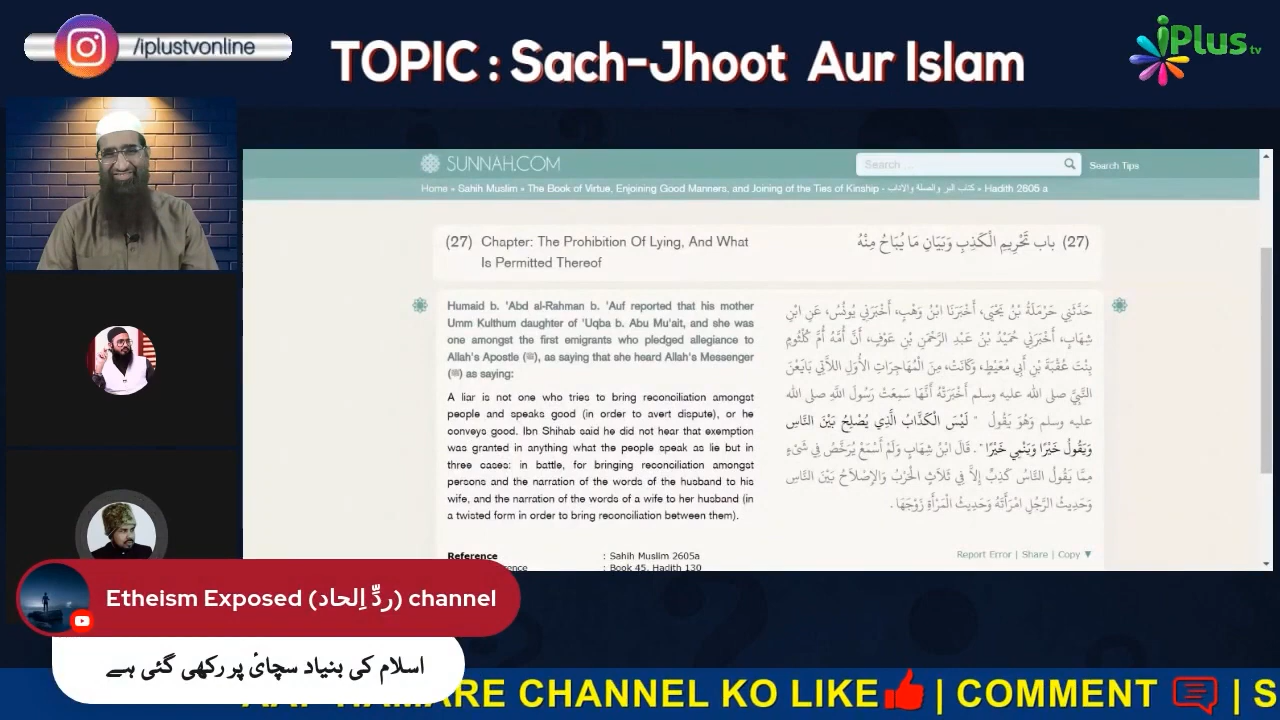 /iplustvonline
TOPIC : Sach-Jhoot Aur Islam
iPlus tv
SUNNAH.COM
Search ...
Search Tips
Home » Sahih Muslim » The Book of Virtue, Enjoining Good Manners, and Joining of the Ties of Kinship - كتاب البر والصلة والآداب » Hadith 2605 a
(27) Chapter: The Prohibition Of Lying, And What
Is Permitted Thereof
(27) باب تَحْرِيمِ الْكَذِبِ وَبَيَانِ مَا يُبَاحُ مِنْهُ
Humaid b. 'Abd al-Rahman b. 'Auf reported that his mother
Umm Kulthum daughter of 'Uqba b. Abu Mu'ait, and she was
one amongst the first emigrants who pledged allegiance to
Allah's Apostle (ﷺ), as saying that she heard Allah's Messenger
(ﷺ) as saying:
A liar is not one who tries to bring reconciliation amongst
people and speaks good (in order to avert dispute), or he
conveys good. Ibn Shihab said he did not hear that exemption
was granted in anything what the people speak as lie but in
three cases: in battle, for bringing reconciliation amongst
persons and the narration of the words of the husband to his
wife, and the narration of the words of a wife to her husband (in
a twisted form in order to bring reconciliation between them).
حَدَّثَنِي حَرْمَلَةُ بْنُ يَحْيَى، أَخْبَرَنَا ابْنُ وَهْبٍ، أَخْبَرَنِي يُونُسُ، عَنِ ابْنِ
شِهَابٍ، أَخْبَرَنِي حُمَيْدُ بْنُ عَبْدِ الرَّحْمَنِ بْنِ عَوْفٍ، أَنَّ أُمَّهُ أُمَّ كُلْثُومٍ
بِنْتَ عُقْبَةَ بْنِ أَبِي مُعَيْطٍ، وَكَانَتْ، مِنَ الْمُهَاجِرَاتِ الأُوَلِ اللاَّتِي بَايَعْنَ
النَّبِيَّ صلى الله عليه وسلم أَخْبَرَتْهُ أَنَّهَا سَمِعَتْ رَسُولَ اللَّهِ صلى الله
عليه وسلم وَهُوَ يَقُولُ " لَيْسَ الْكَذَّابُ الَّذِي يُصْلِحُ بَيْنَ النَّاسِ
وَيَقُولُ خَيْرًا وَيَنْمِي خَيْرًا " . قَالَ ابْنُ شِهَابٍ وَلَمْ أَسْمَعْ يُرَخَّصُ فِي شَىْءٍ
مِمَّا يَقُولُ النَّاسُ كَذِبٌ إِلاَّ فِي ثَلاَثٍ الْحَرْبُ وَالإِصْلاَحُ بَيْنَ النَّاسِ
وَحَدِيثُ الرَّجُلِ امْرَأَتَهُ وَحَدِيثُ الْمَرْأَةِ زَوْجَهَا .
Reference : Sahih Muslim 2605a
: Book 45, Hadith 130
Report Error | Share | Copy ▼
Etheism Exposed (ردِّ اِلحاد) channel
اسلام کی بنیاد سچائ پر رکھی گئی ہے
HAMARE CHANNEL KO LIKE | COMMENT | S